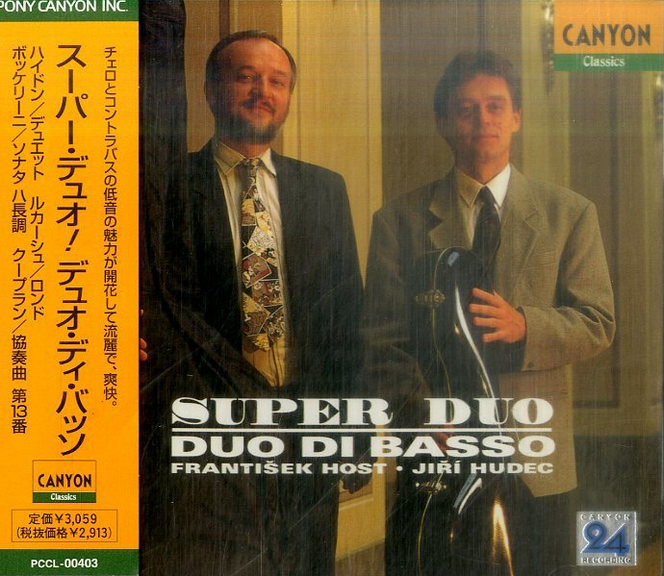 PONY CANYON INC.
チェロとコントラバスの低音の魅力が開花して流麗で、爽快。
スーパー・デュオ!デュオ・ディ・バッソ
ハイドン/デュエット ルカーシュ/ロンド
ボッケリーニ/ソナタ ハ長調 クープラン/協奏曲 第13番
CANYON
Classics
定価¥3,059
(税抜価格¥2,913)
PCCL-00403
CANYON
Classics
SUPER DUO
DUO DI BASSO
FRANTIŠEK HOST・JIŘÍ HUDEC
CANYON
24
RECORDING